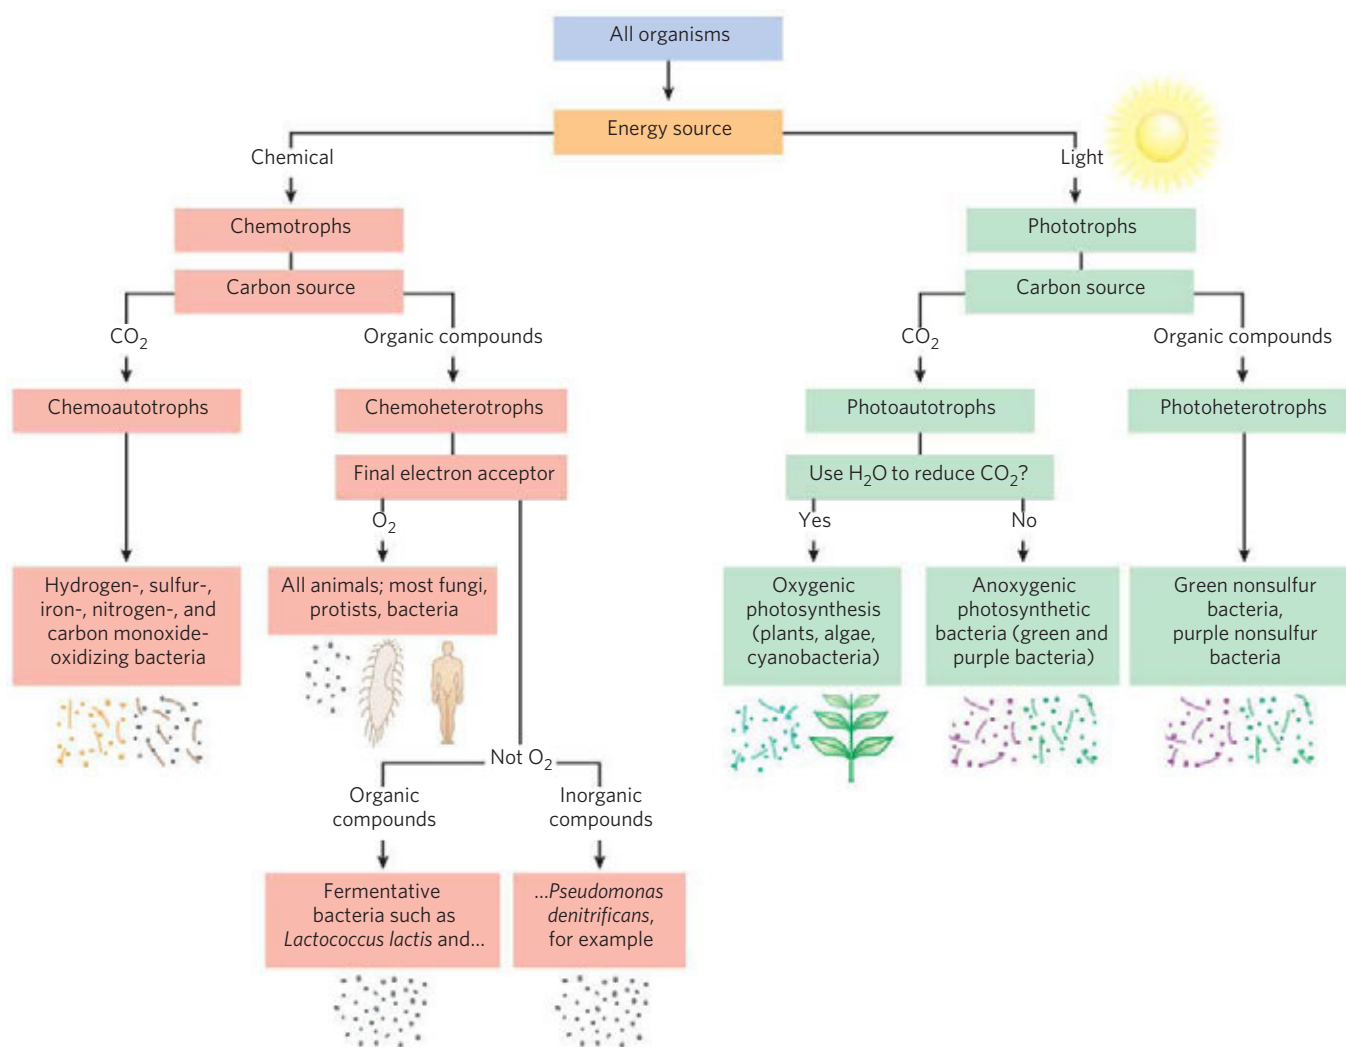 All organisms
Energy source
Chemical
Light
Chemotrophs
Phototrophs
Carbon source
Carbon source
CO₂
Organic compounds
CO₂
Organic compounds
Chemoautotrophs
Chemoheterotrophs
Photoautotrophs
Photoheterotrophs
Final electron acceptor
Use H₂O to reduce CO₂?
O₂
Yes
No
Hydrogen-, sulfur-,
iron-, nitrogen-, and
carbon monoxide-
oxidizing bacteria
All animals; most fungi,
protists, bacteria
Oxygenic
photosynthesis
(plants, algae,
cyanobacteria)
Anoxygenic
photosynthetic
bacteria (green and
purple bacteria)
Green nonsulfur
bacteria,
purple nonsulfur
bacteria
Not O₂
Organic
compounds
Inorganic
compounds
Fermentative
bacteria such as
Lactococcus lactis and...
...Pseudomonas
denitrificans,
for example